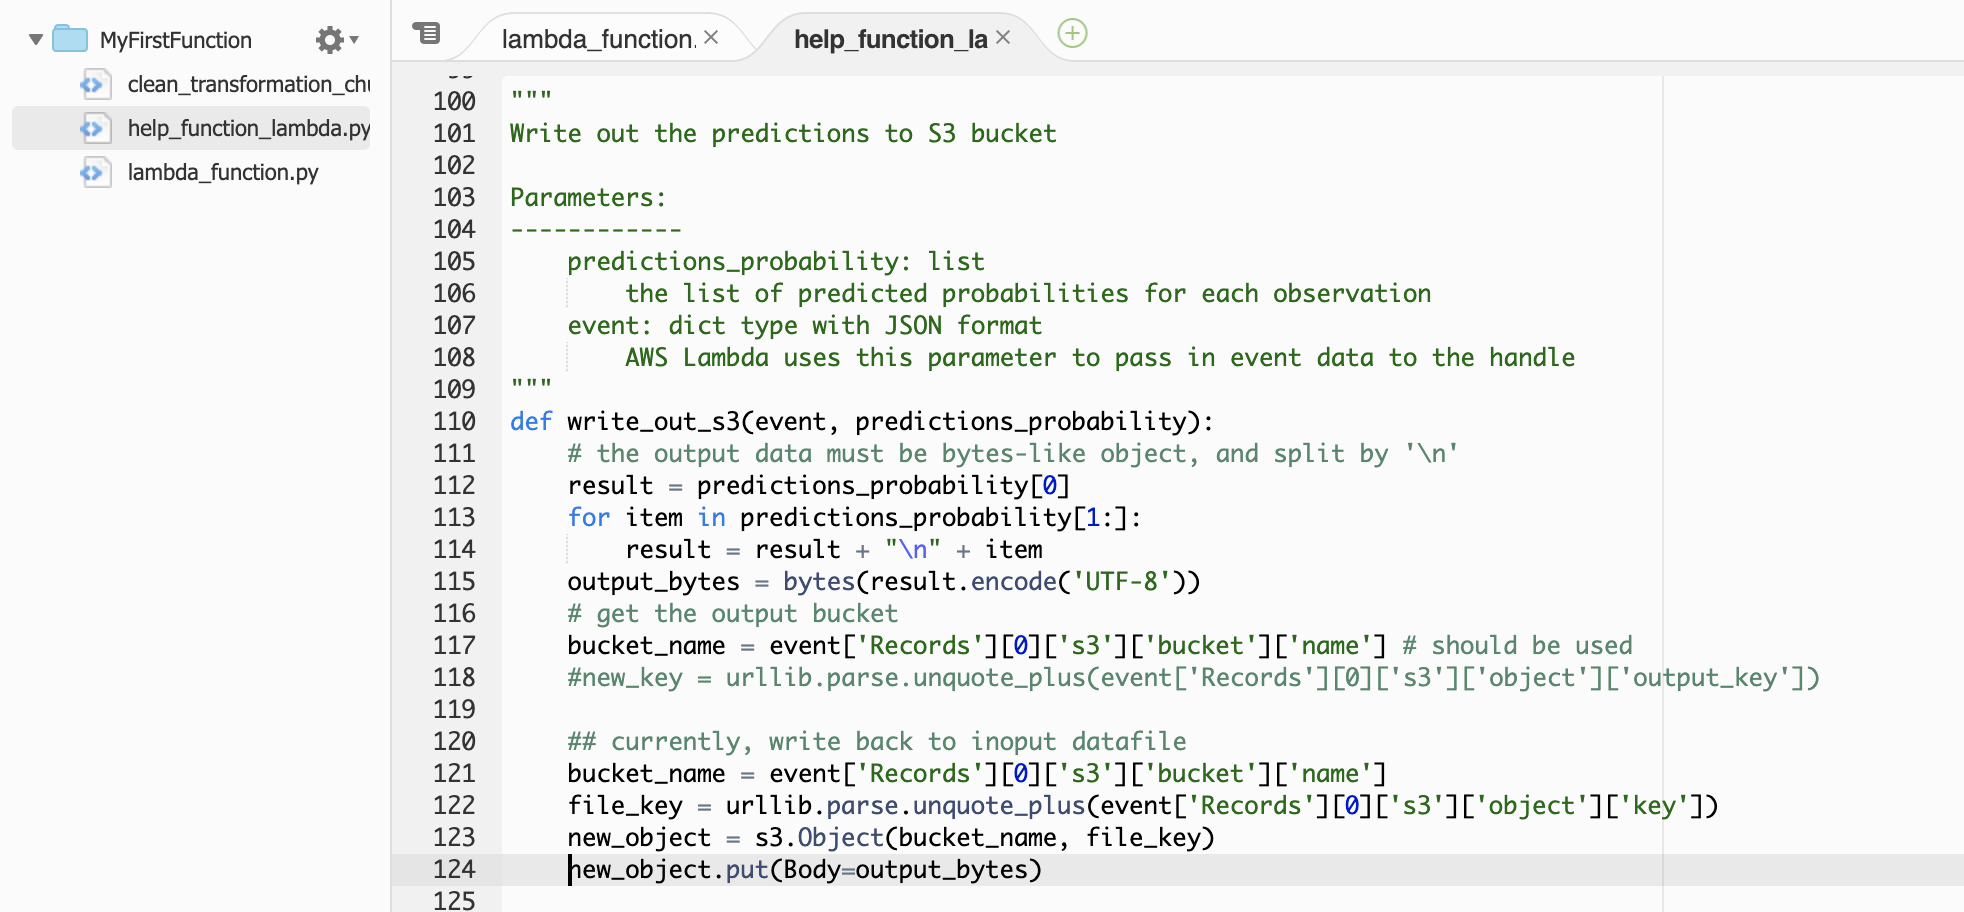 MyFirstFunction
clean_transformation_chu
help_function_lambda.py
lambda_function.py
lambda_function.
help_function_la
100 """
101 Write out the predictions to S3 bucket
102
103 Parameters:
104 ------------
105     predictions_probability: list
106         the list of predicted probabilities for each observation
107     event: dict type with JSON format
108         AWS Lambda uses this parameter to pass in event data to the handle
109 """
110 def write_out_s3(event, predictions_probability):
111     # the output data must be bytes-like object, and split by '\n'
112     result = predictions_probability[0]
113     for item in predictions_probability[1:]:
114         result = result + "\n" + item
115     output_bytes = bytes(result.encode('UTF-8'))
116     # get the output bucket
117     bucket_name = event['Records'][0]['s3']['bucket']['name'] # should be used
118     #new_key = urllib.parse.unquote_plus(event['Records'][0]['s3']['object']['output_key'])
119
120     ## currently, write back to inoput datafile
121     bucket_name = event['Records'][0]['s3']['bucket']['name']
122     file_key = urllib.parse.unquote_plus(event['Records'][0]['s3']['object']['key'])
123     new_object = s3.Object(bucket_name, file_key)
124     new_object.put(Body=output_bytes)
125